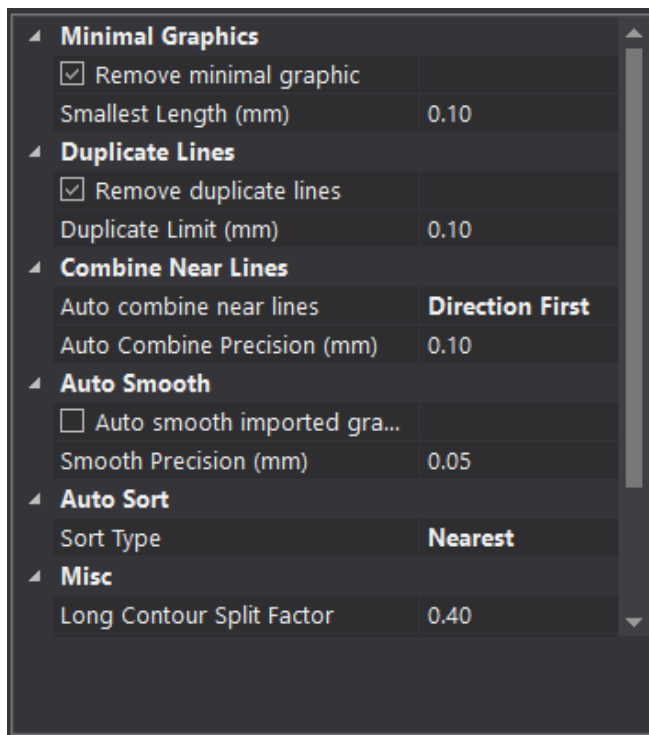 Minimal Graphics
Remove minimal graphic
Smallest Length (mm) 0.10
Duplicate Lines
Remove duplicate lines
Duplicate Limit (mm) 0.10
Combine Near Lines
Auto combine near lines Direction First
Auto Combine Precision (mm) 0.10
Auto Smooth
Auto smooth imported gra...
Smooth Precision (mm) 0.05
Auto Sort
Sort Type Nearest
Misc
Long Contour Split Factor 0.40